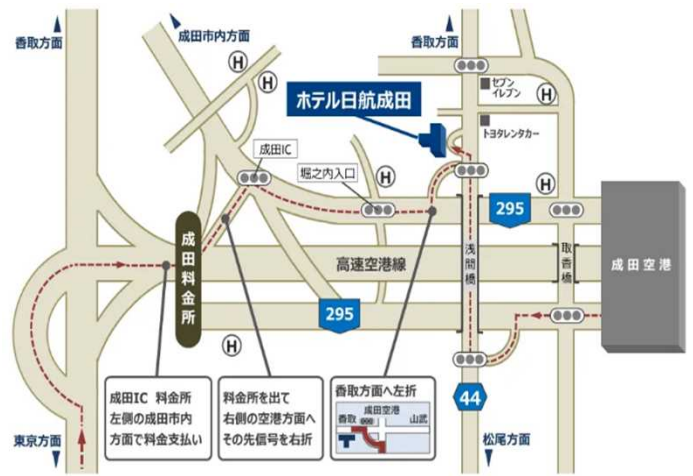 香取方面
成田市内方面
香取方面
H
H
セブン
イレブン
H
ホテル日航成田
トヨタレンタカー
成田IC
堀之内入口
H
H
295
成田料金所
高速空港線
浅間橋
取香橋
成田空港
295
H
成田IC 料金所
左側の成田市内
方面で料金支払い
料金所を出て
右側の空港方面へ
その先信号を右折
香取方面へ左折
成田空港
香取
山武
44
東京方面
松尾方面